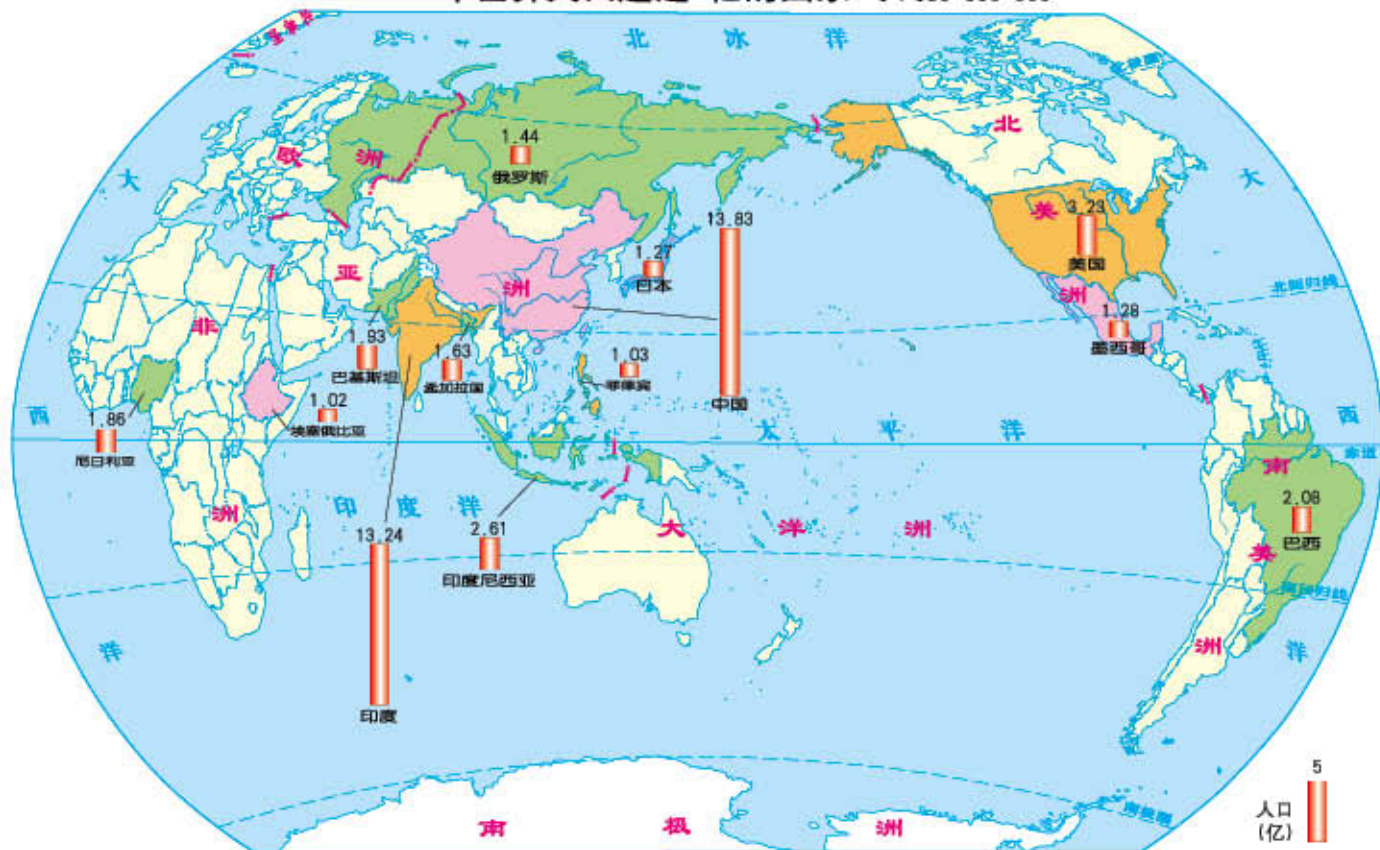 北冰洋
大
西
洋
欧洲
1.44
俄罗斯
北
美
洲
大
西
洋
3.23
美国
13.83
中国
1.27
日本
亚
洲
北回归线
1.28
墨西哥
非
洲
1.93
巴基斯坦
1.63
孟加拉国
1.03
菲律宾
1.02
埃塞俄比亚
1.86
尼日利亚
太平洋
赤道
南
美
洲
2.08
巴西
印度洋
13.24
印度
2.61
印度尼西亚
大洋洲
南回归线
南极圈
南极洲
5
人口
(亿)